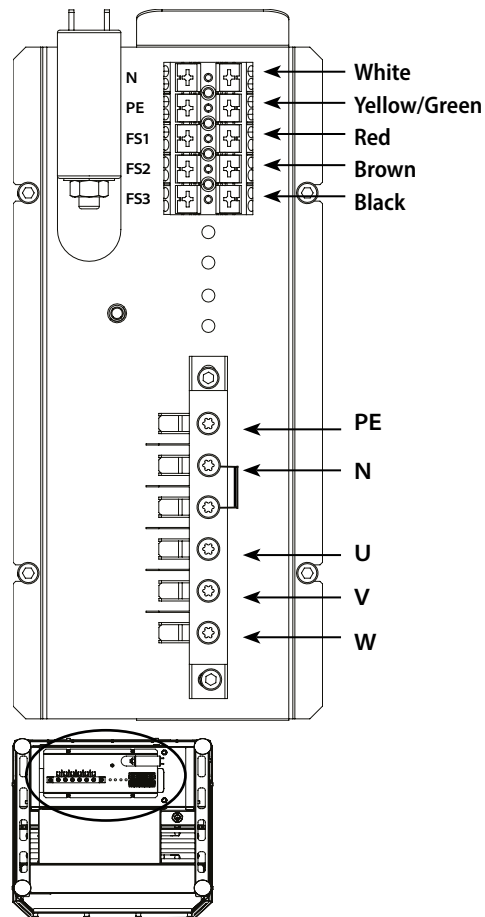 N White
PE Yellow/Green
FS1 Red
FS2 Brown
FS3 Black
PE
N
U
V
W